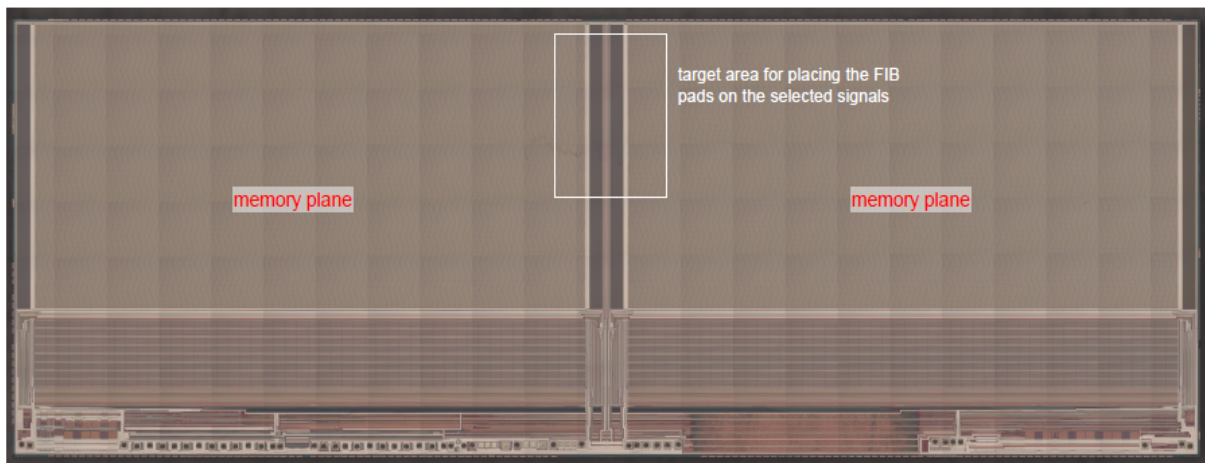 target area for placing the FIB
pads on the selected signals
memory plane
memory plane